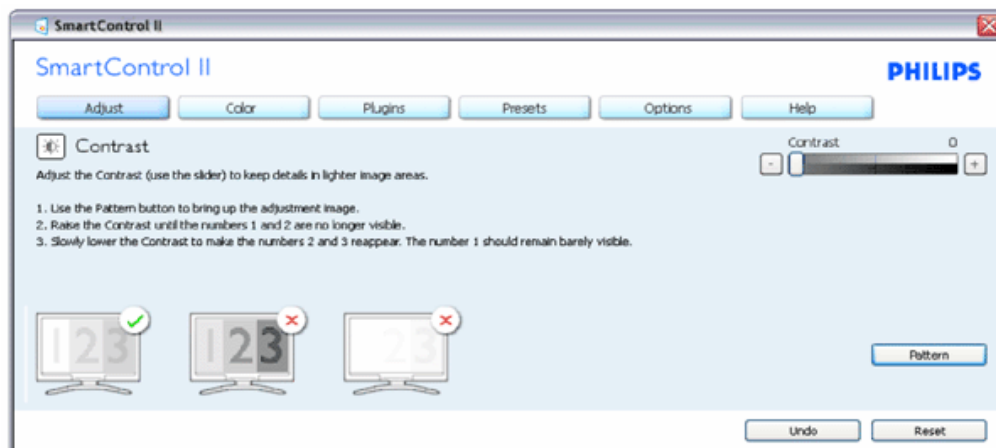 SmartControl II
SmartControl II
PHILIPS
Adjust Color Plugins Presets Options Help
Contrast
Contrast 0
- +
Adjust the Contrast (use the slider) to keep details in lighter image areas.
1. Use the Pattern button to bring up the adjustment image.
2. Raise the Contrast until the numbers 1 and 2 are no longer visible.
3. Slowly lower the Contrast to make the numbers 2 and 3 reappear. The number 1 should remain barely visible.
123 123 23
Pattern
Undo Reset